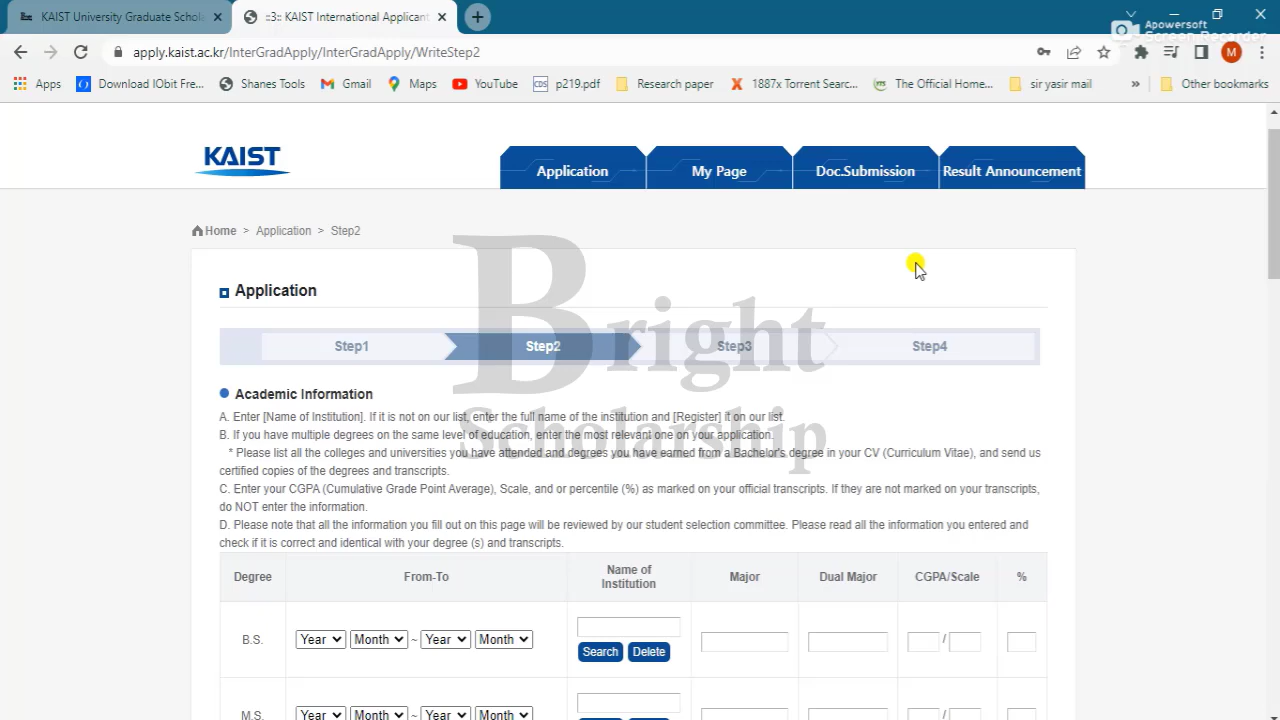 KAIST University Graduate Schola
::3:: KAIST International Applicant
Apowersoft
Screen Recorder
apply.kaist.ac.kr/InterGradApply/InterGradApply/WriteStep2
M
Apps
Download IObit Fre...
Shanes Tools
Gmail
Maps
YouTube
CDS
p219.pdf
Research paper
1887x Torrent Searc...
The Official Home...
sir yasir mail
»
Other bookmarks
KAIST
Application
My Page
Doc.Submission
Result Announcement
Home > Application > Step2
Application
Step1
Step2
Step3
Step4
Bright
Scholarship
Academic Information
A. Enter [Name of Institution]. If it is not on our list, enter the full name of the institution and [Register] it on our list.
B. If you have multiple degrees on the same level of education, enter the most relevant one on your application.
* Please list all the colleges and universities you have attended and degrees you have earned from a Bachelor's degree in your CV (Curriculum Vitae), and send us
certified copies of the degrees and transcripts.
C. Enter your CGPA (Cumulative Grade Point Average), Scale, and or percentile (%) as marked on your official transcripts. If they are not marked on your transcripts,
do NOT enter the information.
D. Please note that all the information you fill out on this page will be reviewed by our student selection committee. Please read all the information you entered and
check if it is correct and identical with your degree (s) and transcripts.
Degree
From-To
Name of
Institution
Major
Dual Major
CGPA/Scale
%
B.S.
Year Month ~ Year Month
/
Search Delete
M.S.
Year Month ~ Year Month
/